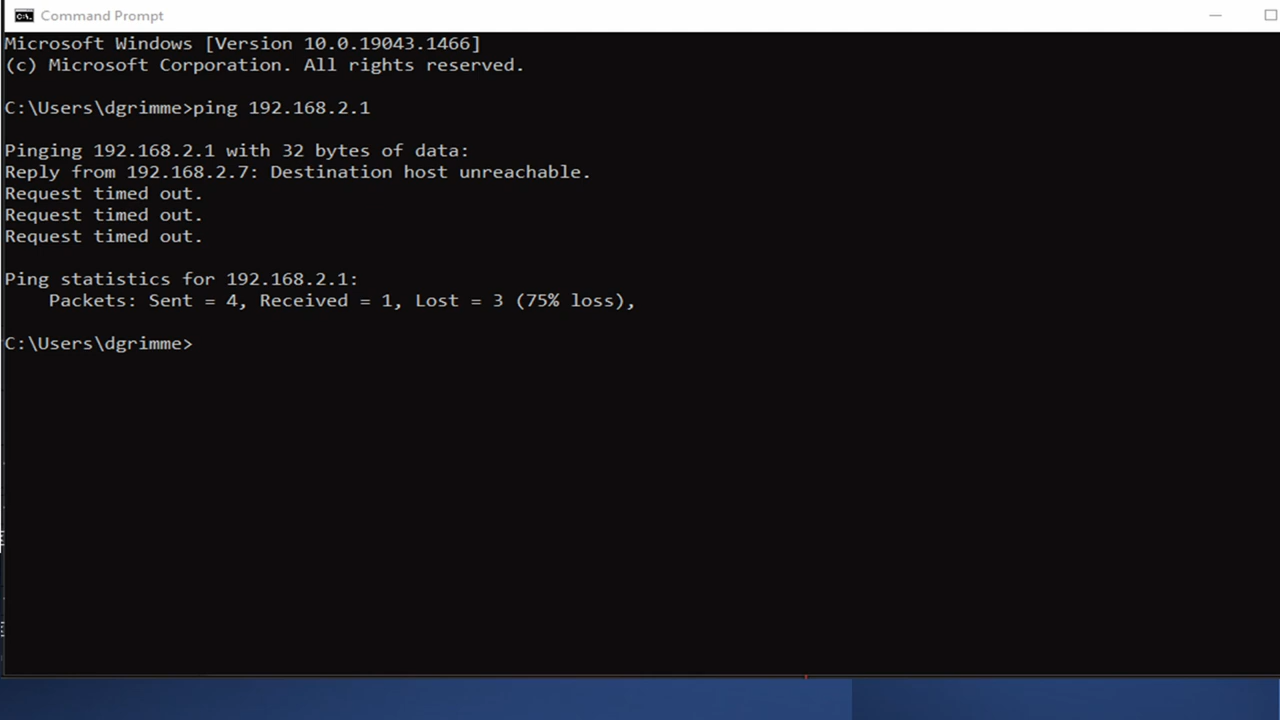 Command Prompt
Microsoft Windows [Version 10.0.19043.1466]
(c) Microsoft Corporation. All rights reserved.
C:\Users\dgrimme>ping 192.168.2.1
Pinging 192.168.2.1 with 32 bytes of data:
Reply from 192.168.2.7: Destination host unreachable.
Request timed out.
Request timed out.
Request timed out.
Ping statistics for 192.168.2.1:
    Packets: Sent = 4, Received = 1, Lost = 3 (75% loss),
C:\Users\dgrimme>